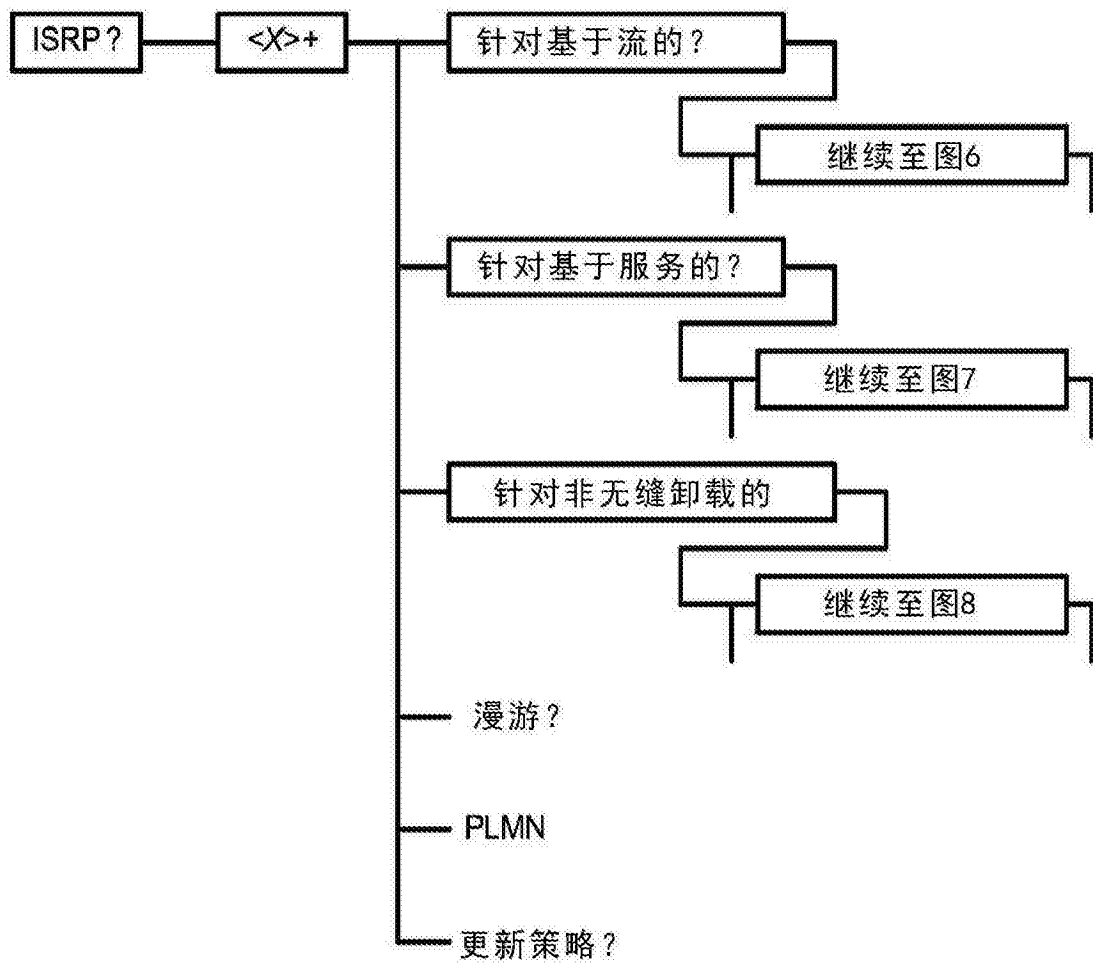 ISRP?
<X>+
针对基于流的?
继续至图6
针对基于服务的?
继续至图7
针对非无缝卸载的
继续至图8
漫游?
PLMN
更新策略?